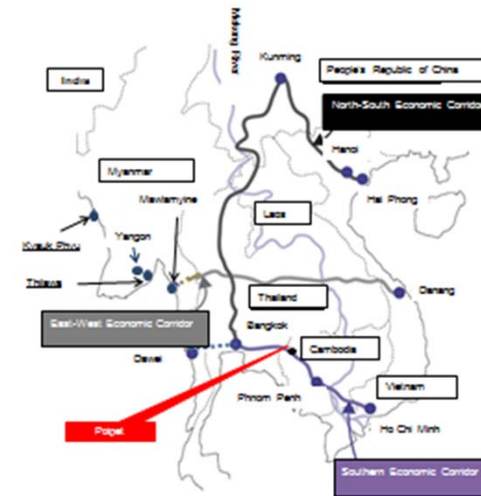 Mekong River
Kunming
India
People's Republic of China
North-South Economic Corridor
Hanoi
Myanmar
Mawlamyine
Hai Phong
Laos
Kyauk Phyu
Yangon
Thilawa
Danang
Thailand
East-West Economic Corridor
Bangkok
Cambodia
Dawei
Vietnam
Phnom Penh
Ho Chi Minh
Poipet
Southern Economic Corridor